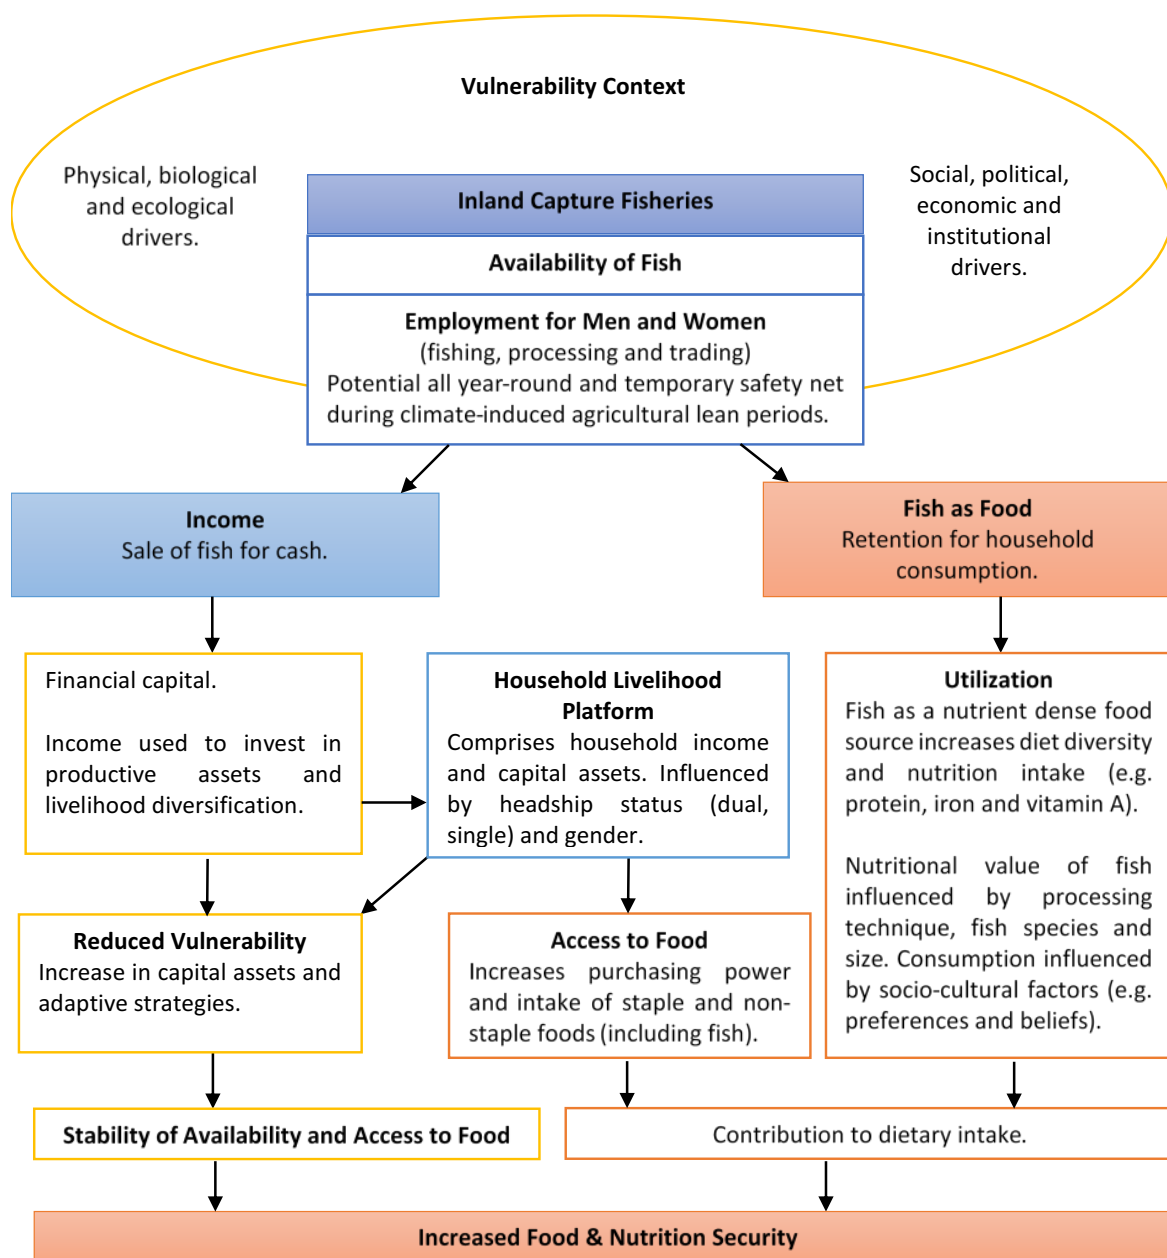 Vulnerability Context
Physical, biological
and ecological
drivers.
Social, political,
economic and
institutional
drivers.
Inland Capture Fisheries
Availability of Fish
Employment for Men and Women
(fishing, processing and trading)
Potential all year-round and temporary safety net
during climate-induced agricultural lean periods.
Income
Sale of fish for cash.
Fish as Food
Retention for household
consumption.
Financial capital.
Income used to invest in
productive assets and
livelihood diversification.
Household Livelihood
Platform
Comprises household income
and capital assets. Influenced
by headship status (dual,
single) and gender.
Utilization
Fish as a nutrient dense food
source increases diet diversity
and nutrition intake (e.g.
protein, iron and vitamin A).
Nutritional value of fish
influenced by processing
technique, fish species and
size. Consumption influenced
by socio-cultural factors (e.g.
preferences and beliefs).
Reduced Vulnerability
Increase in capital assets and
adaptive strategies.
Access to Food
Increases purchasing power
and intake of staple and non-
staple foods (including fish).
Stability of Availability and Access to Food
Contribution to dietary intake.
Increased Food & Nutrition Security